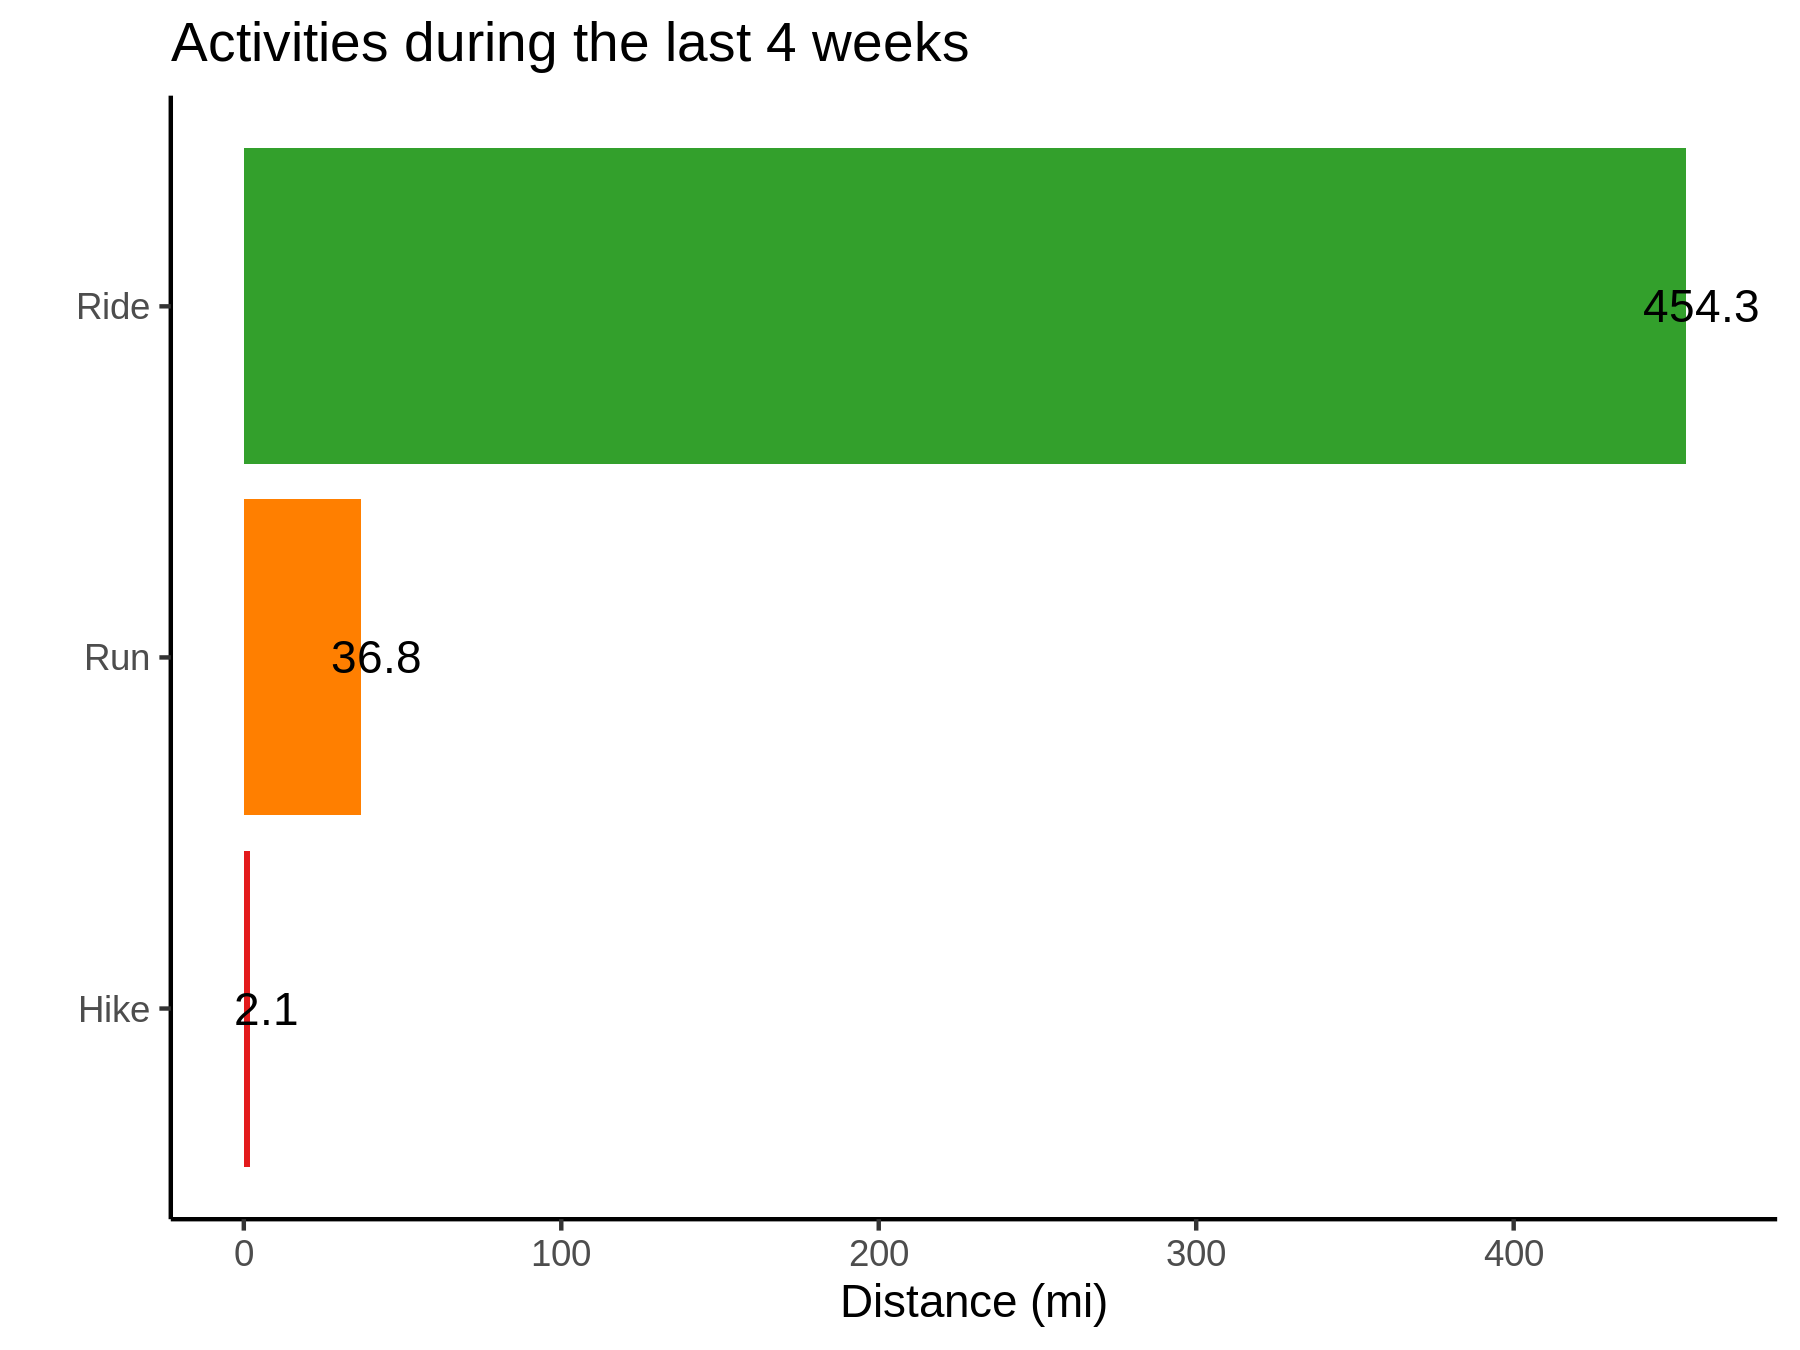 Activities during the last 4 weeks
Ride
454.3
Run
36.8
Hike
2.1
0 100 200 300 400
Distance (mi)